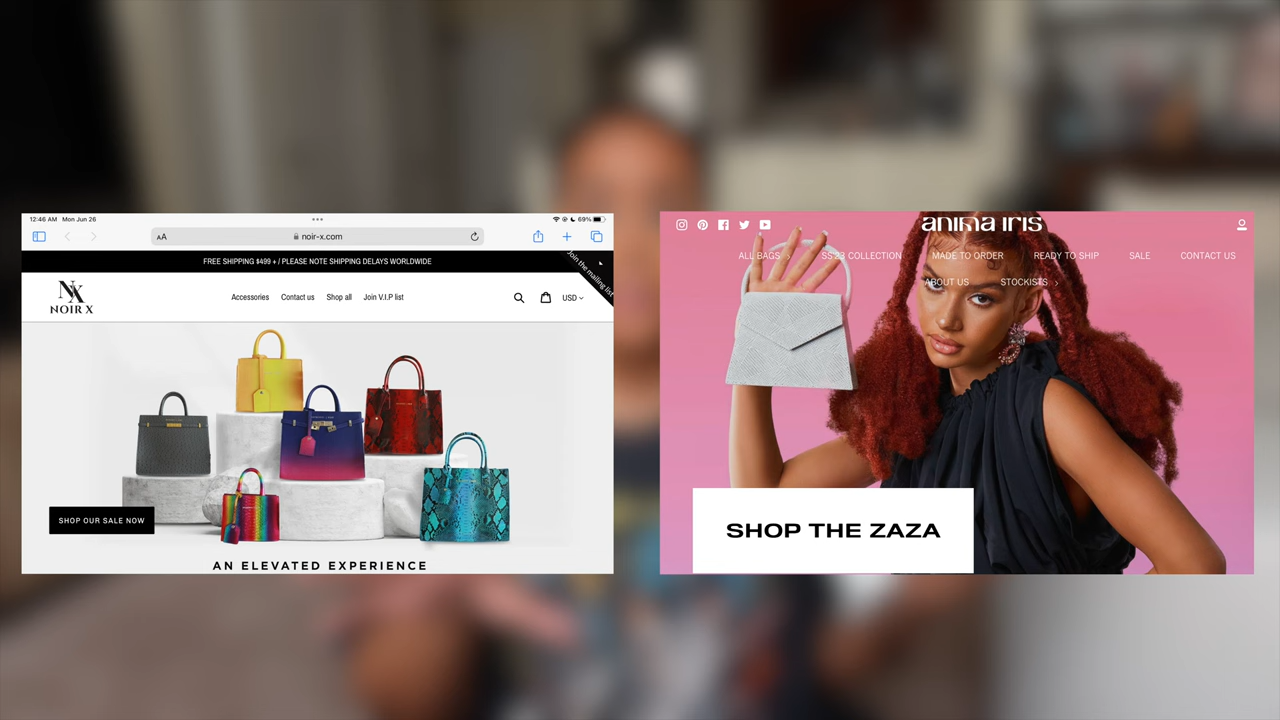 12:46 AM Mon Jun 26
69%
AA
noir-x.com
FREE SHIPPING $499 + / PLEASE NOTE SHIPPING DELAYS WORLDWIDE
Join the mailing list
NX
NOIR X
Accessories Contact us Shop all Join V.I.P list
USD
SHOP OUR SALE NOW
AN ELEVATED EXPERIENCE
anima iris
ALL BAGS SS'23 COLLECTION MADE TO ORDER READY TO SHIP SALE CONTACT US
ABOUT US STOCKISTS
SHOP THE ZAZA